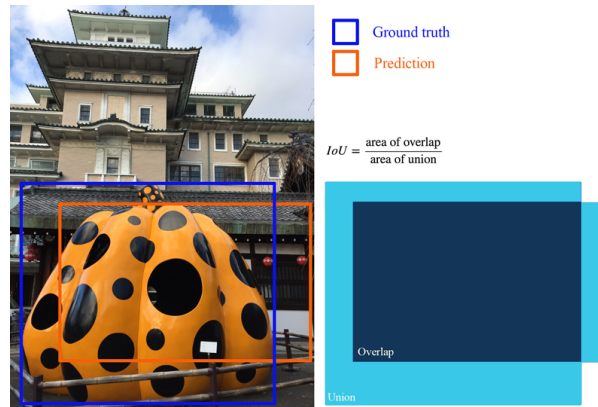 Ground truth
Prediction
IoU = area of overlap / area of union
Overlap
Union